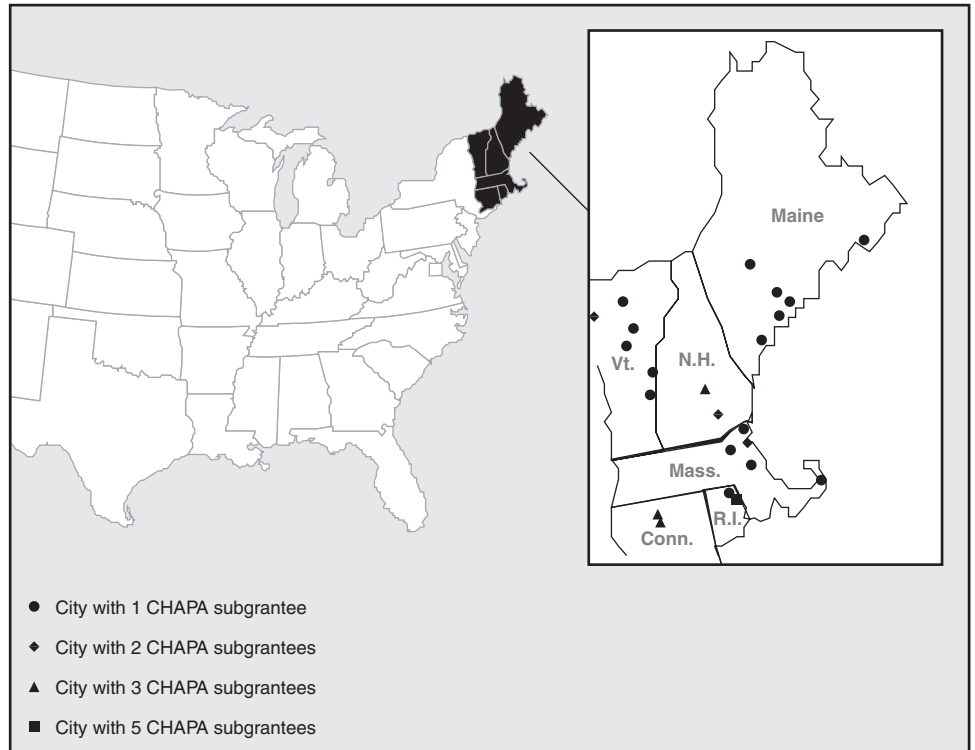 Maine
Vt.
N.H.
Mass.
R.I.
Conn.
City with 1 CHAPA subgrantee
City with 2 CHAPA subgrantees
City with 3 CHAPA subgrantees
City with 5 CHAPA subgrantees